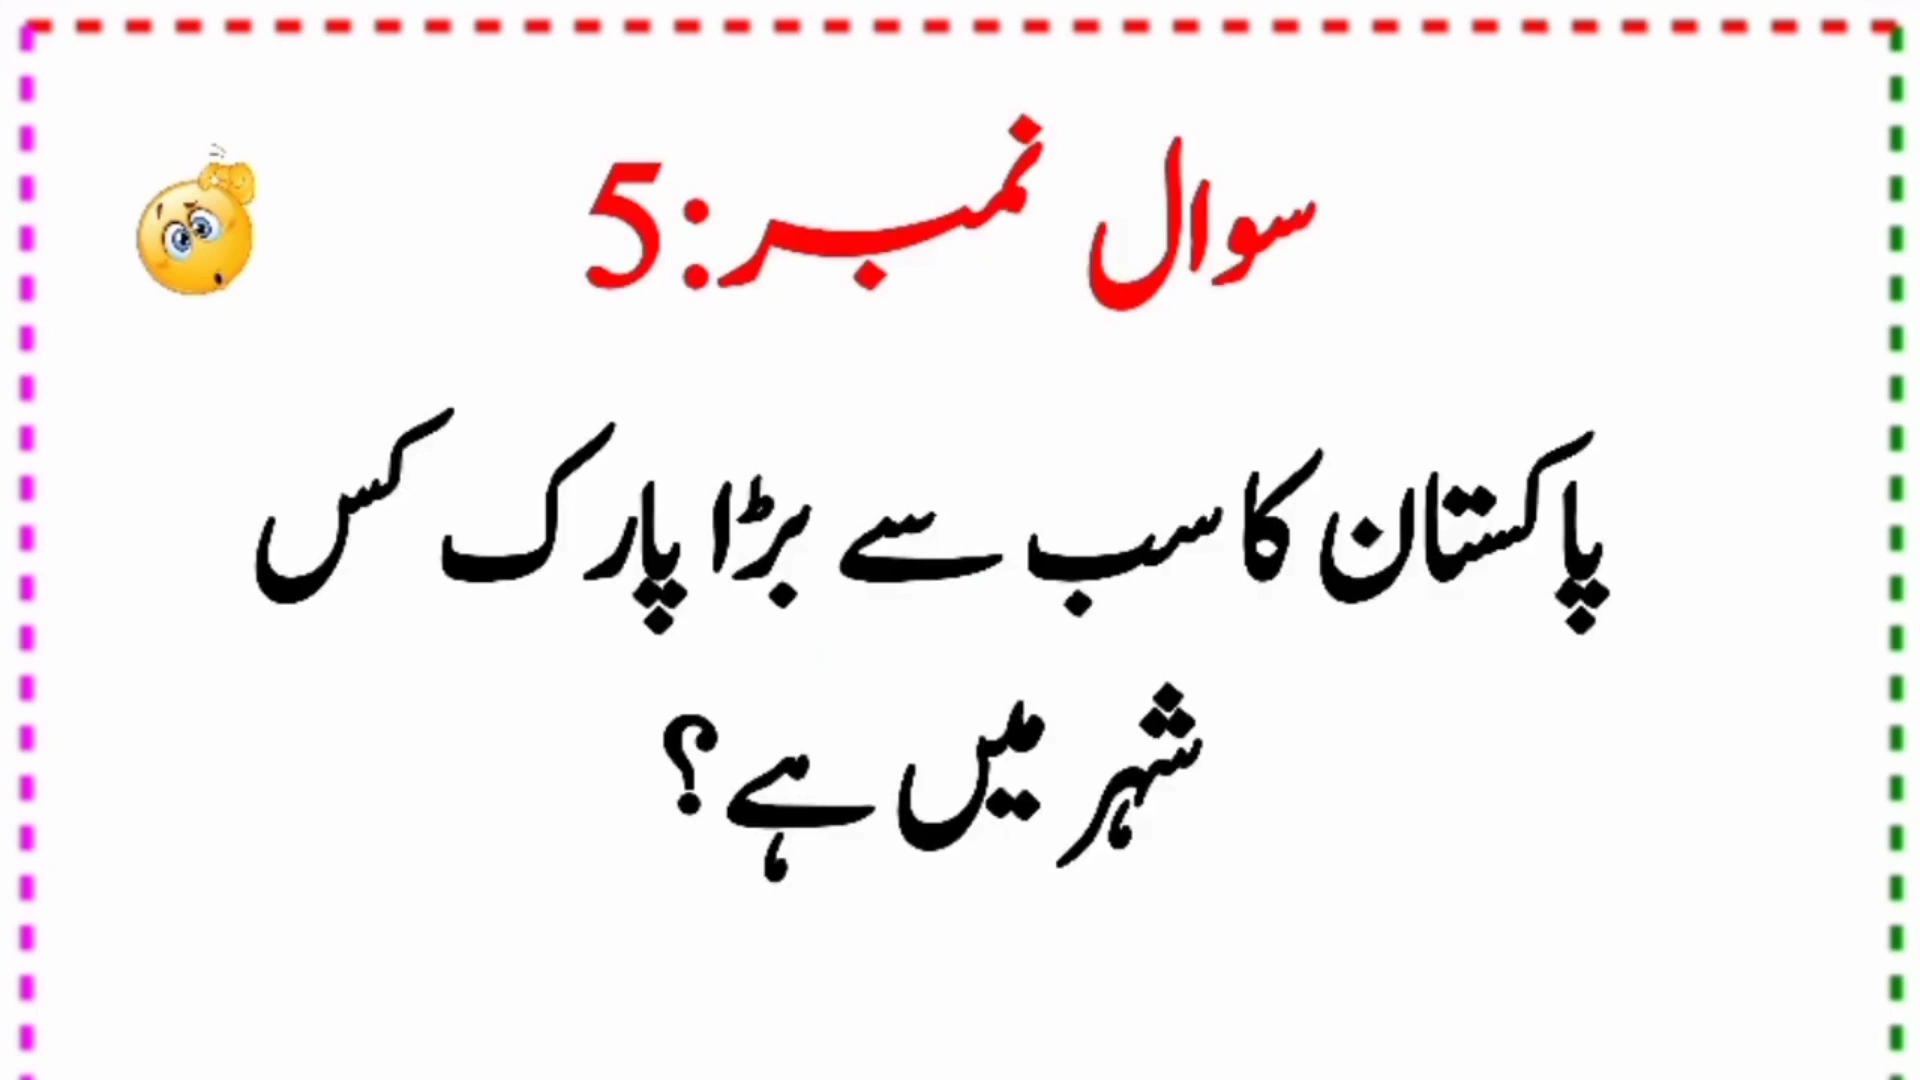 سوال نمبر:5
پاکستان کا سب سے بڑا پارک کس
شہر میں ہے؟